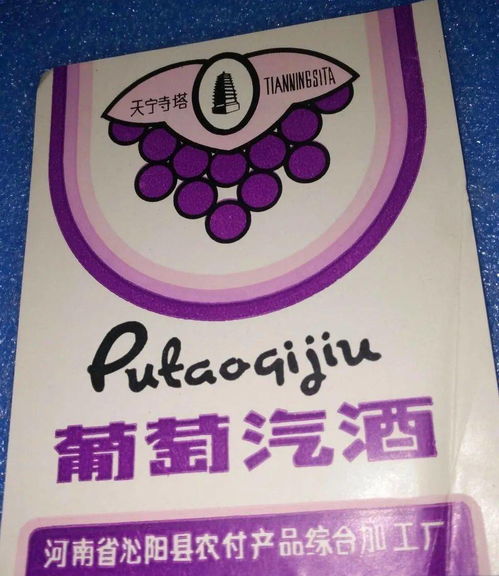 天宁寺塔 TIANNINGSITA
Putaoqijiu
葡萄汽酒
河南省沁阳县农付产品综合加工厂